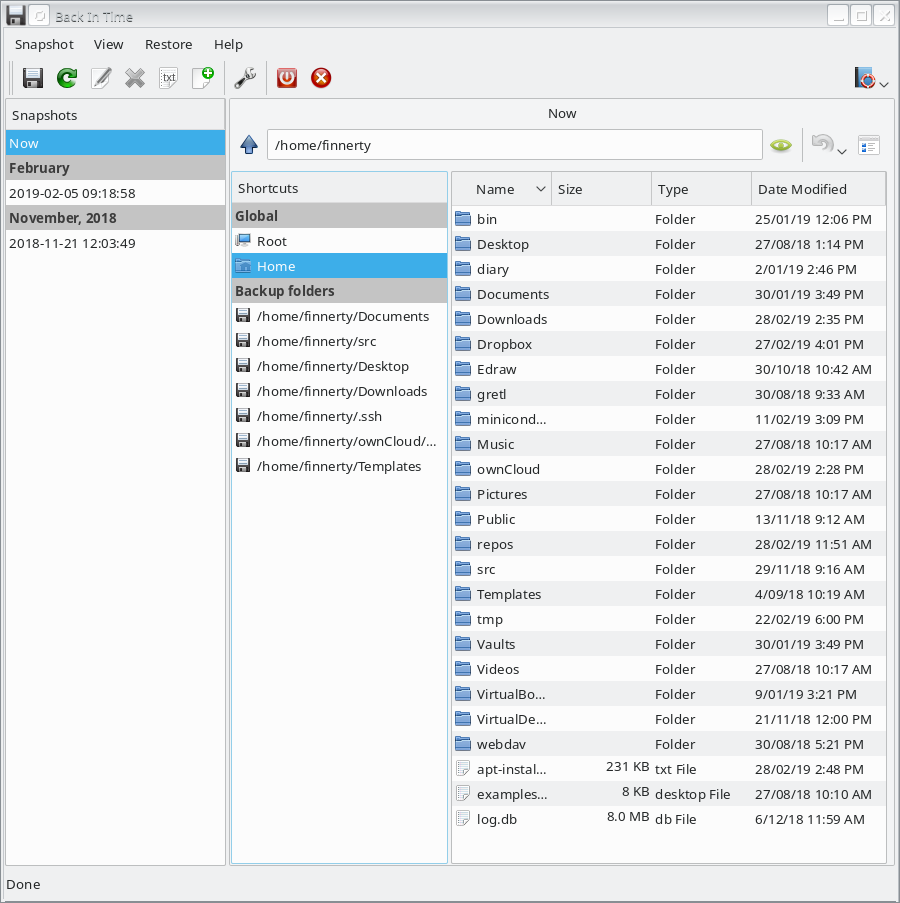 Back In Time
Snapshot View Restore Help
txt
Snapshots
Now
February
2019-02-05 09:18:58
November, 2018
2018-11-21 12:03:49
Now
/home/finnerty
Shortcuts
Global
Root
Home
Backup folders
/home/finnerty/Documents
/home/finnerty/src
/home/finnerty/Desktop
/home/finnerty/Downloads
/home/finnerty/.ssh
/home/finnerty/ownCloud/...
/home/finnerty/Templates
Name Size Type Date Modified
bin Folder 25/01/19 12:06 PM
Desktop Folder 27/08/18 1:14 PM
diary Folder 2/01/19 2:46 PM
Documents Folder 30/01/19 3:49 PM
Downloads Folder 28/02/19 2:35 PM
Dropbox Folder 27/02/19 4:01 PM
Edraw Folder 30/10/18 10:42 AM
gretl Folder 30/08/18 9:33 AM
minicond... Folder 11/02/19 3:09 PM
Music Folder 27/08/18 10:17 AM
ownCloud Folder 28/02/19 2:28 PM
Pictures Folder 27/08/18 10:17 AM
Public Folder 13/11/18 9:12 AM
repos Folder 28/02/19 11:51 AM
src Folder 29/11/18 9:16 AM
Templates Folder 4/09/18 10:19 AM
tmp Folder 22/02/19 6:00 PM
Vaults Folder 30/01/19 3:49 PM
Videos Folder 27/08/18 10:17 AM
VirtualBo... Folder 9/01/19 3:21 PM
VirtualDe... Folder 21/11/18 12:00 PM
webdav Folder 30/08/18 5:21 PM
apt-instal... 231 KB txt File 28/02/19 2:48 PM
examples... 8 KB desktop File 27/08/18 10:10 AM
log.db 8.0 MB db File 6/12/18 11:59 AM
Done